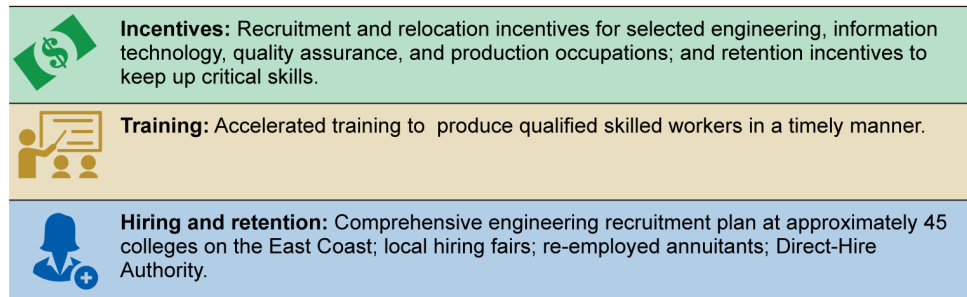 Incentives: Recruitment and relocation incentives for selected engineering, information
technology, quality assurance, and production occupations; and retention incentives to
keep up critical skills.
Training: Accelerated training to  produce qualified skilled workers in a timely manner.
Hiring and retention: Comprehensive engineering recruitment plan at approximately 45
colleges on the East Coast; local hiring fairs; re-employed annuitants; Direct-Hire
Authority.